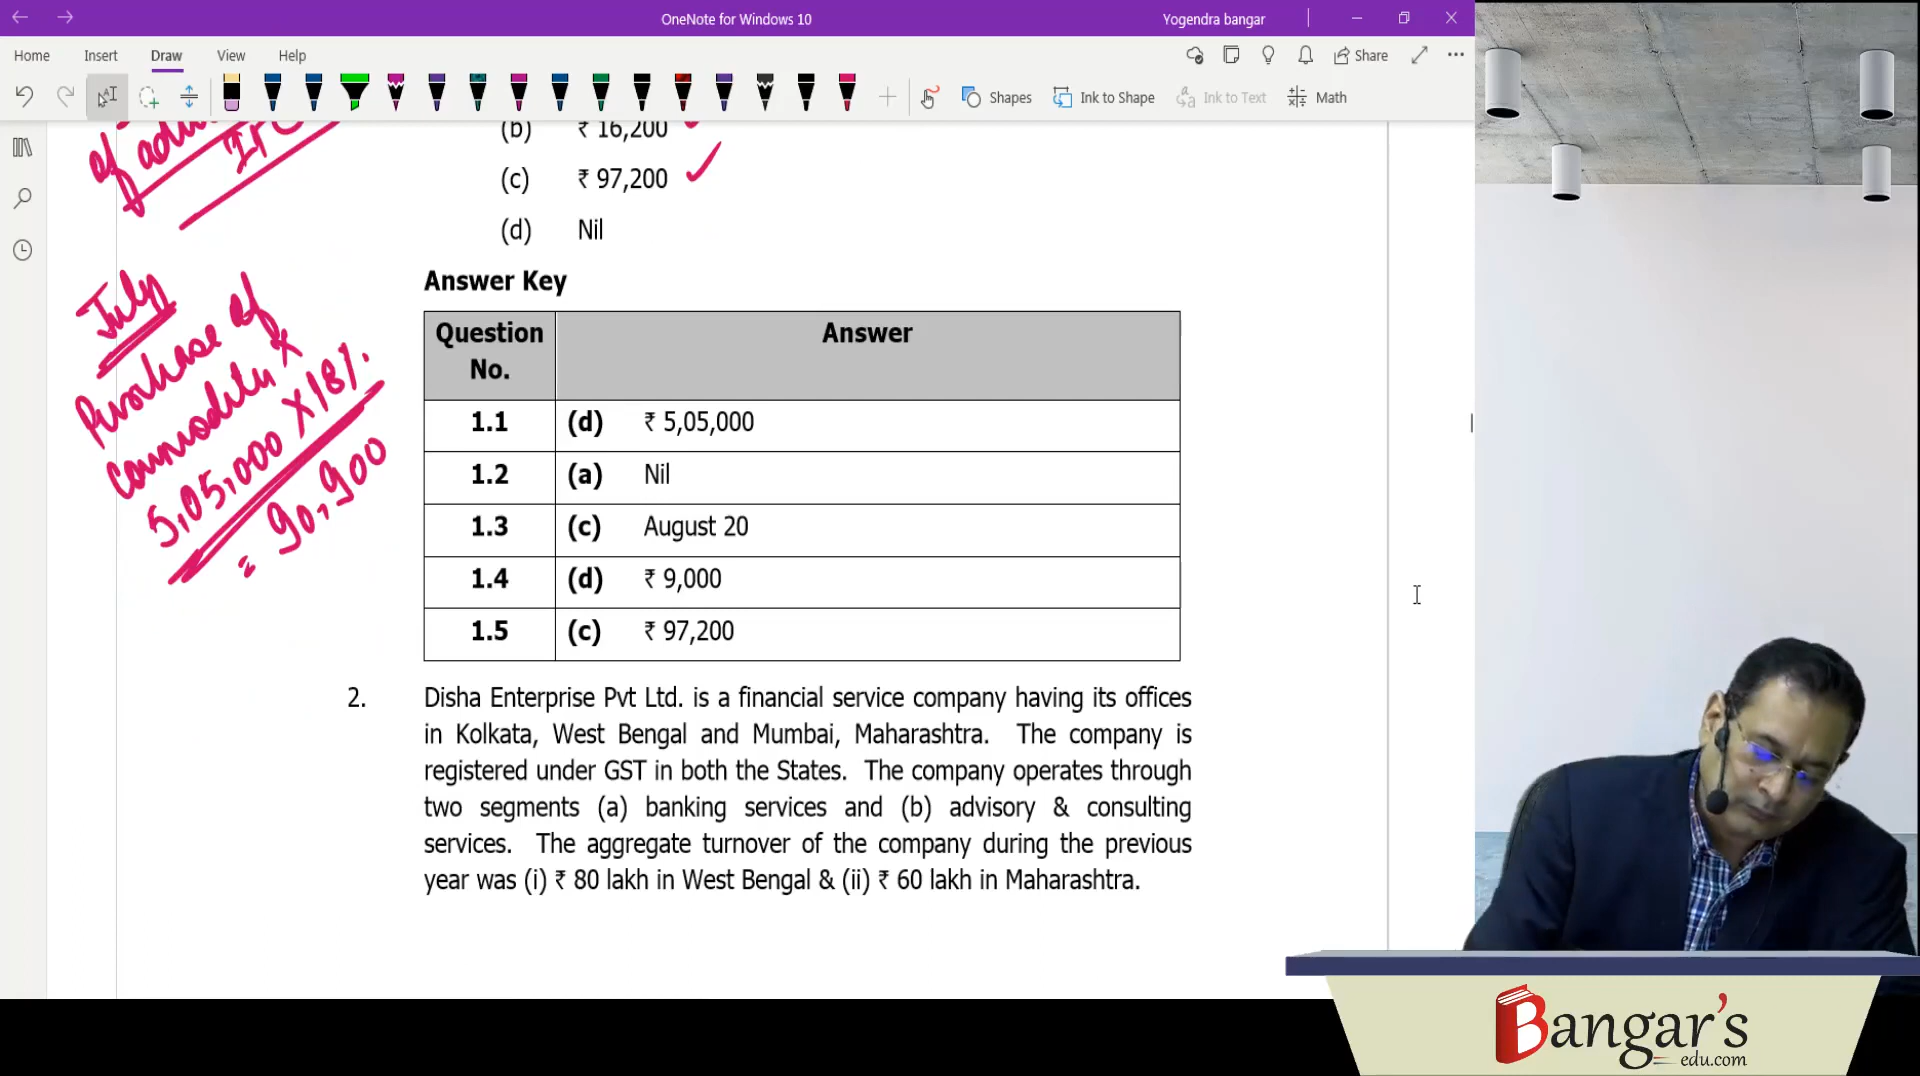 OneNote for Windows 10
Yogendra bangar
Home Insert Draw View Help
Share
Shapes
Ink to Shape
Ink to Text
Math
of
(b) ₹ 16,200
(c) ₹ 97,200
(d) Nil
July
Purchase of
commodity X
5,05,000 × 18%.
= 90,900
Answer Key
Question No. Answer
1.1 (d) ₹ 5,05,000
1.2 (a) Nil
1.3 (c) August 20
1.4 (d) ₹ 9,000
1.5 (c) ₹ 97,200
2. Disha Enterprise Pvt Ltd. is a financial service company having its offices
in Kolkata, West Bengal and Mumbai, Maharashtra. The company is
registered under GST in both the States. The company operates through
two segments (a) banking services and (b) advisory & consulting
services. The aggregate turnover of the company during the previous
year was (i) ₹ 80 lakh in West Bengal & (ii) ₹ 60 lakh in Maharashtra.
Bangar's
edu.com